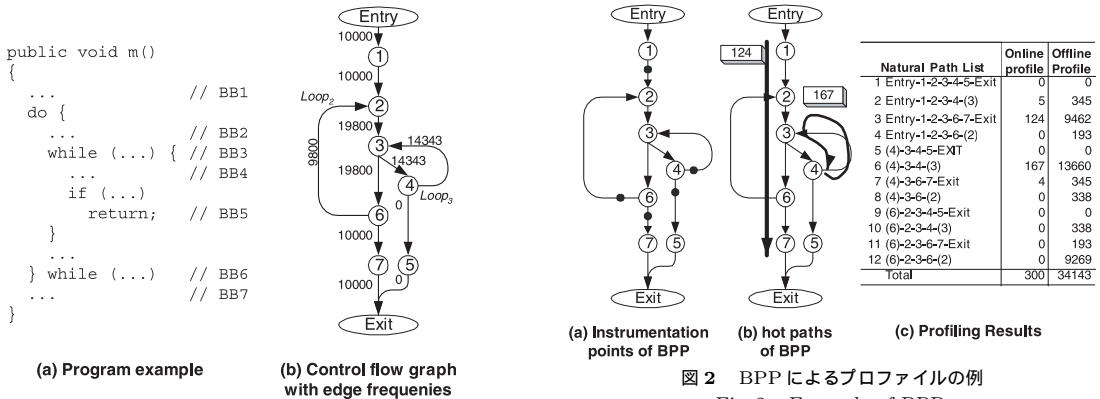 public void m()
{
... // BB1
do {
... // BB2
while (...) { // BB3
... // BB4
if (...)
return; // BB5
}
...
} while (...) // BB6
... // BB7
}
(a) Program example
Entry
10000
1
10000
Loop2
2
19800
3
14343
9800
19800
14343
4
0
Loop3
6
10000
7
5
10000
0
Exit
(b) Control flow graph
with edge frequenies
Entry
1
2
3
4
6
7
5
Exit
(a) Instrumentation
points of BPP
Entry
124
1
2
167
3
4
6
7
5
Exit
(b) hot paths
of BPP
Natural Path List Online profile Offline Profile
1 Entry-1-2-3-4-5-Exit 0 0
2 Entry-1-2-3-4-(3) 5 345
3 Entry-1-2-3-6-7-Exit 124 9462
4 Entry-1-2-3-6-(2) 0 193
5 (4)-3-4-5-EXIT 0 0
6 (4)-3-4-(3) 167 13660
7 (4)-3-6-7-Exit 4 345
8 (4)-3-6-(2) 0 338
9 (6)-2-3-4-5-Exit 0 0
10 (6)-2-3-4-(3) 0 338
11 (6)-2-3-6-7-Exit 0 193
12 (6)-2-3-6-(2) 0 9269
Total 300 34143
(c) Profiling Results
図 2 BPP によるプロファイルの例